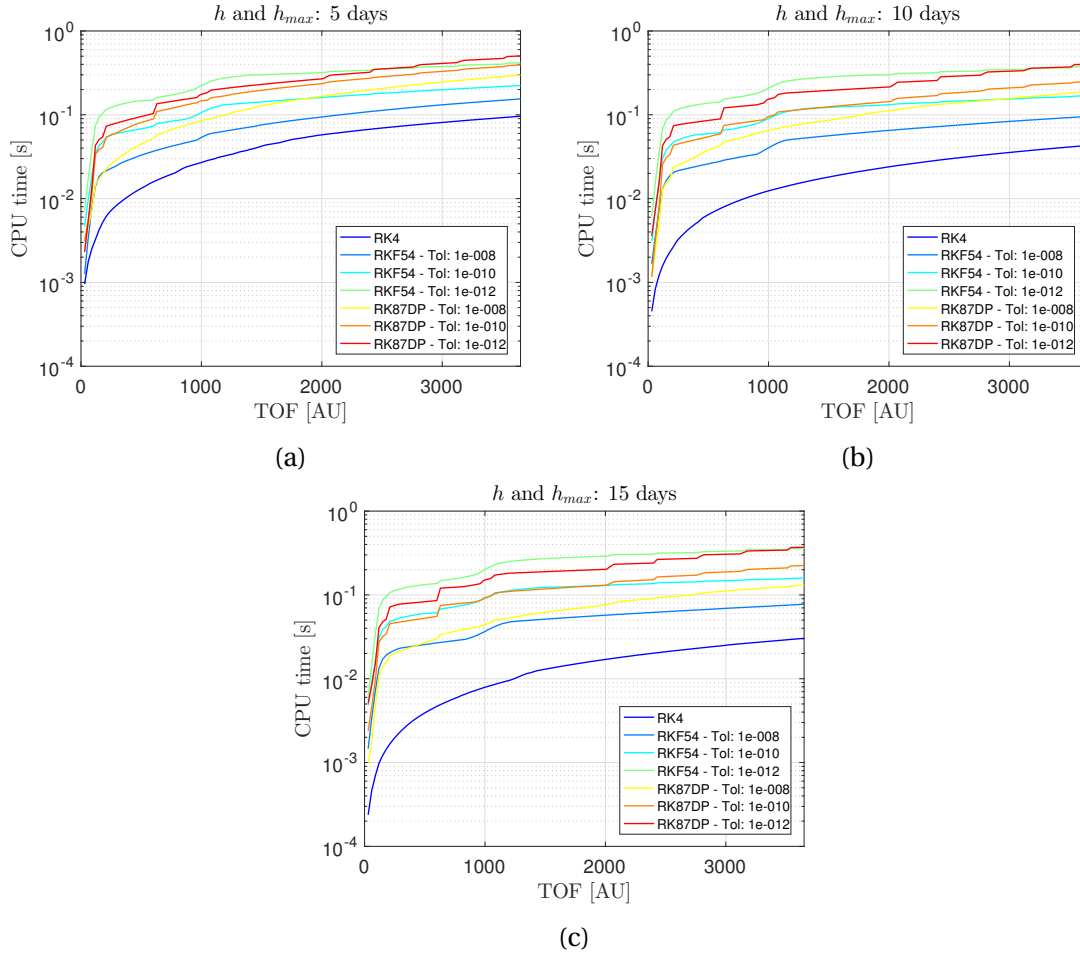 h and h_max: 5 days
10^0
10^-1
10^-2
10^-3
10^-4
CPU time [s]
RK4
RKF54 - Tol: 1e-008
RKF54 - Tol: 1e-010
RKF54 - Tol: 1e-012
RK87DP - Tol: 1e-008
RK87DP - Tol: 1e-010
RK87DP - Tol: 1e-012
0 1000 2000 3000
TOF [AU]
(a)
h and h_max: 10 days
10^0
10^-1
10^-2
10^-3
10^-4
CPU time [s]
RK4
RKF54 - Tol: 1e-008
RKF54 - Tol: 1e-010
RKF54 - Tol: 1e-012
RK87DP - Tol: 1e-008
RK87DP - Tol: 1e-010
RK87DP - Tol: 1e-012
0 1000 2000 3000
TOF [AU]
(b)
h and h_max: 15 days
10^0
10^-1
10^-2
10^-3
10^-4
CPU time [s]
RK4
RKF54 - Tol: 1e-008
RKF54 - Tol: 1e-010
RKF54 - Tol: 1e-012
RK87DP - Tol: 1e-008
RK87DP - Tol: 1e-010
RK87DP - Tol: 1e-012
0 1000 2000 3000
TOF [AU]
(c)